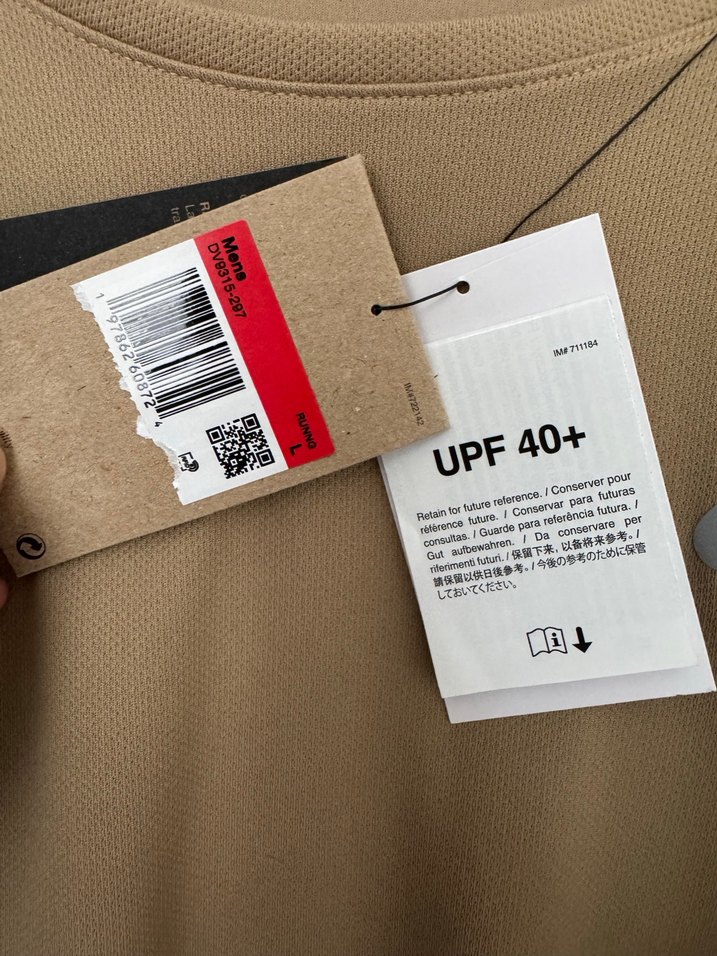 Mens
DV9315-297
1 97862 60872 4
RUNNG
L
IM#722142
IM# 711184
UPF 40+
Retain for future reference. / Conserver pour
référence future. / Conservar para futuras
consultas. / Guarde para referência futura. /
Gut aufbewahren. / Da conservare per
riferimenti futuri. / 保留下来, 以备将来参考。/
請保留以供日後參考。/ 今後の参考のために保管
しておいてください。